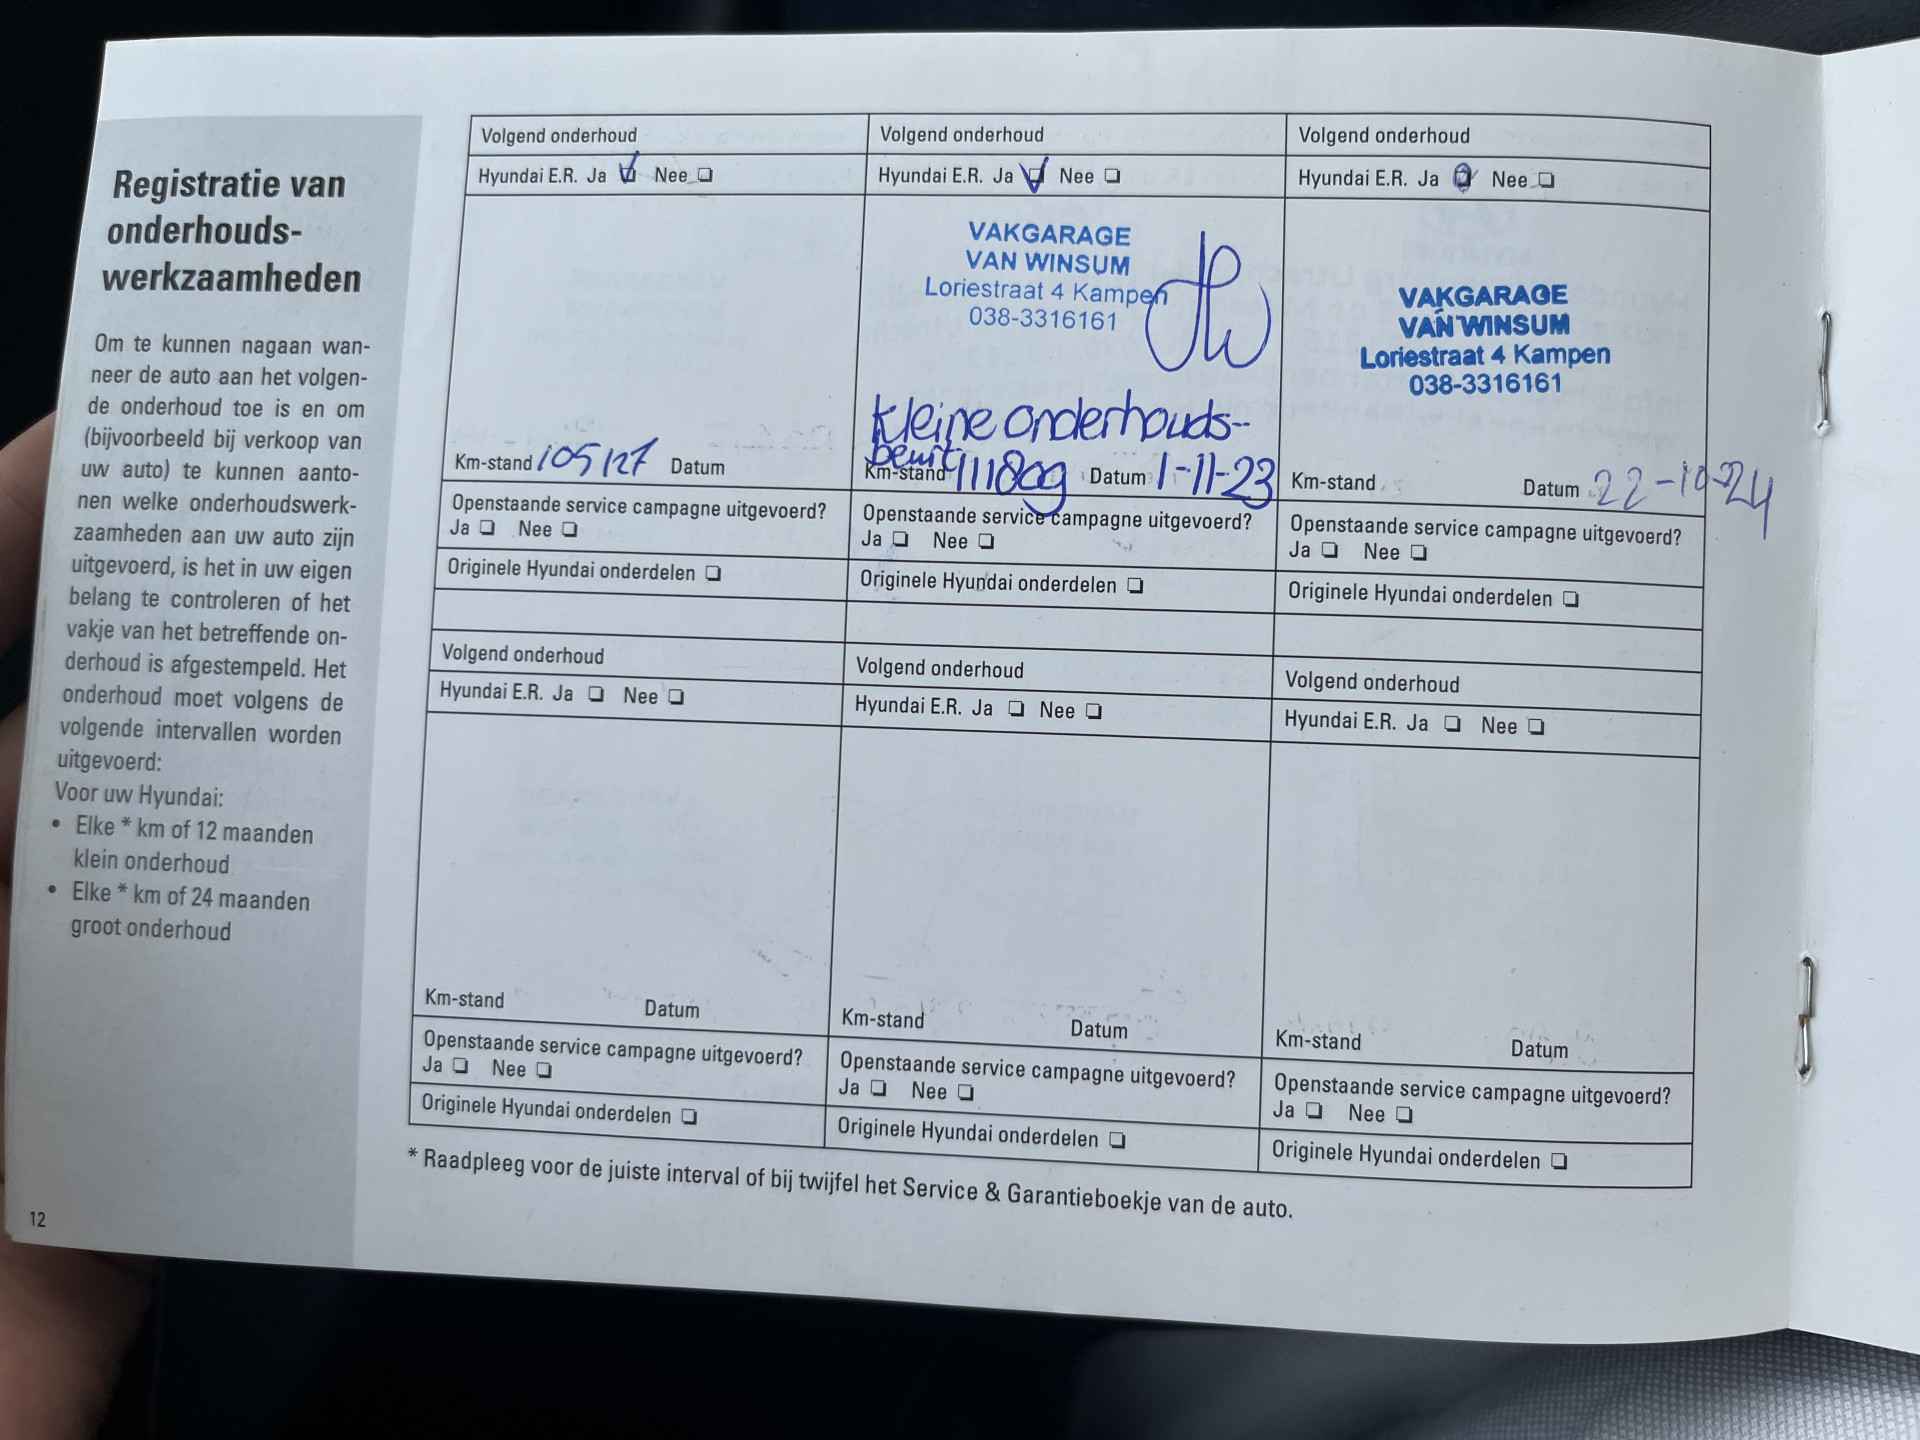 Registratie van
onderhouds-
werkzaamheden
Om te kunnen nagaan wan-
neer de auto aan het volgen-
de onderhoud toe is en om
(bijvoorbeeld bij verkoop van
uw auto) te kunnen aanto-
nen welke onderhoudswerk-
zaamheden aan uw auto zijn
uitgevoerd, is het in uw eigen
belang te controleren of het
vakje van het betreffende on-
derhoud is afgestempeld. Het
onderhoud moet volgens de
volgende intervallen worden
uitgevoerd:
Voor uw Hyundai:
• Elke * km of 12 maanden
klein onderhoud
• Elke * km of 24 maanden
groot onderhoud
12
Volgend onderhoud
Hyundai E.R. Ja Nee
Km-stand 105127 Datum
Openstaande service campagne uitgevoerd?
Ja Nee
Originele Hyundai onderdelen
Volgend onderhoud
Hyundai E.R. Ja Nee
VAKGARAGE
VAN WINSUM
Loriestraat 4 Kampen
038-3316161
kleine onderhouds-
beurt
Km-stand 111809 Datum 1-11-23
Openstaande service campagne uitgevoerd?
Ja Nee
Originele Hyundai onderdelen
Volgend onderhoud
Hyundai E.R. Ja Nee
VAKGARAGE
VAN WINSUM
Loriestraat 4 Kampen
038-3316161
Km-stand Datum 22-10-24
Openstaande service campagne uitgevoerd?
Ja Nee
Originele Hyundai onderdelen
Volgend onderhoud
Hyundai E.R. Ja Nee
Km-stand Datum
Openstaande service campagne uitgevoerd?
Ja Nee
Originele Hyundai onderdelen
Volgend onderhoud
Hyundai E.R. Ja Nee
Km-stand Datum
Openstaande service campagne uitgevoerd?
Ja Nee
Originele Hyundai onderdelen
Volgend onderhoud
Hyundai E.R. Ja Nee
Km-stand Datum
Openstaande service campagne uitgevoerd?
Ja Nee
Originele Hyundai onderdelen
* Raadpleeg voor de juiste interval of bij twijfel het Service & Garantieboekje van de auto.